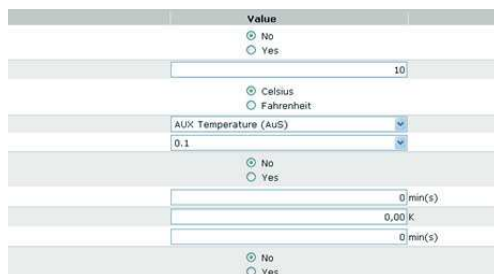 Value
No
Yes
10
Celsius
Fahrenheit
AUX Temperature (AuS)
0.1
No
Yes
0 min(s)
0,00 K
0 min(s)
No
Yes